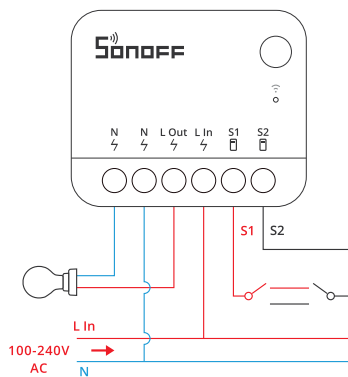 SONOFF
N N L Out L In S1 S2
S1 S2
L In
100-240V
AC
N